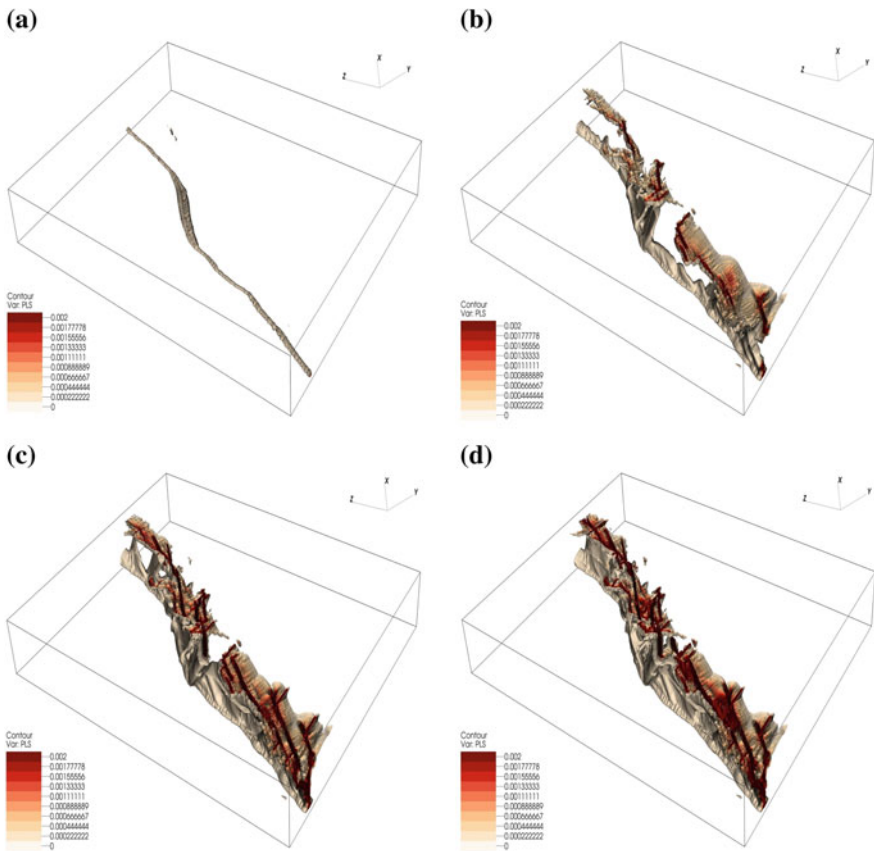 (a)
X
Z
Y
Contour
Var: PLS
0.002
0.00177778
0.00155556
0.00133333
0.00111111
0.000888889
0.000666667
0.000444444
0.000222222
0
(b)
X
Z
Y
Contour
Var: PLS
0.002
0.00177778
0.00155556
0.00133333
0.00111111
0.000888889
0.000666667
0.000444444
0.000222222
0
(c)
X
Z
Y
Contour
Var: PLS
0.002
0.00177778
0.00155556
0.00133333
0.00111111
0.000888889
0.000666667
0.000444444
0.000222222
0
(d)
X
Z
Y
Contour
Var: PLS
0.002
0.00177778
0.00155556
0.00133333
0.00111111
0.000888889
0.000666667
0.000444444
0.000222222
0